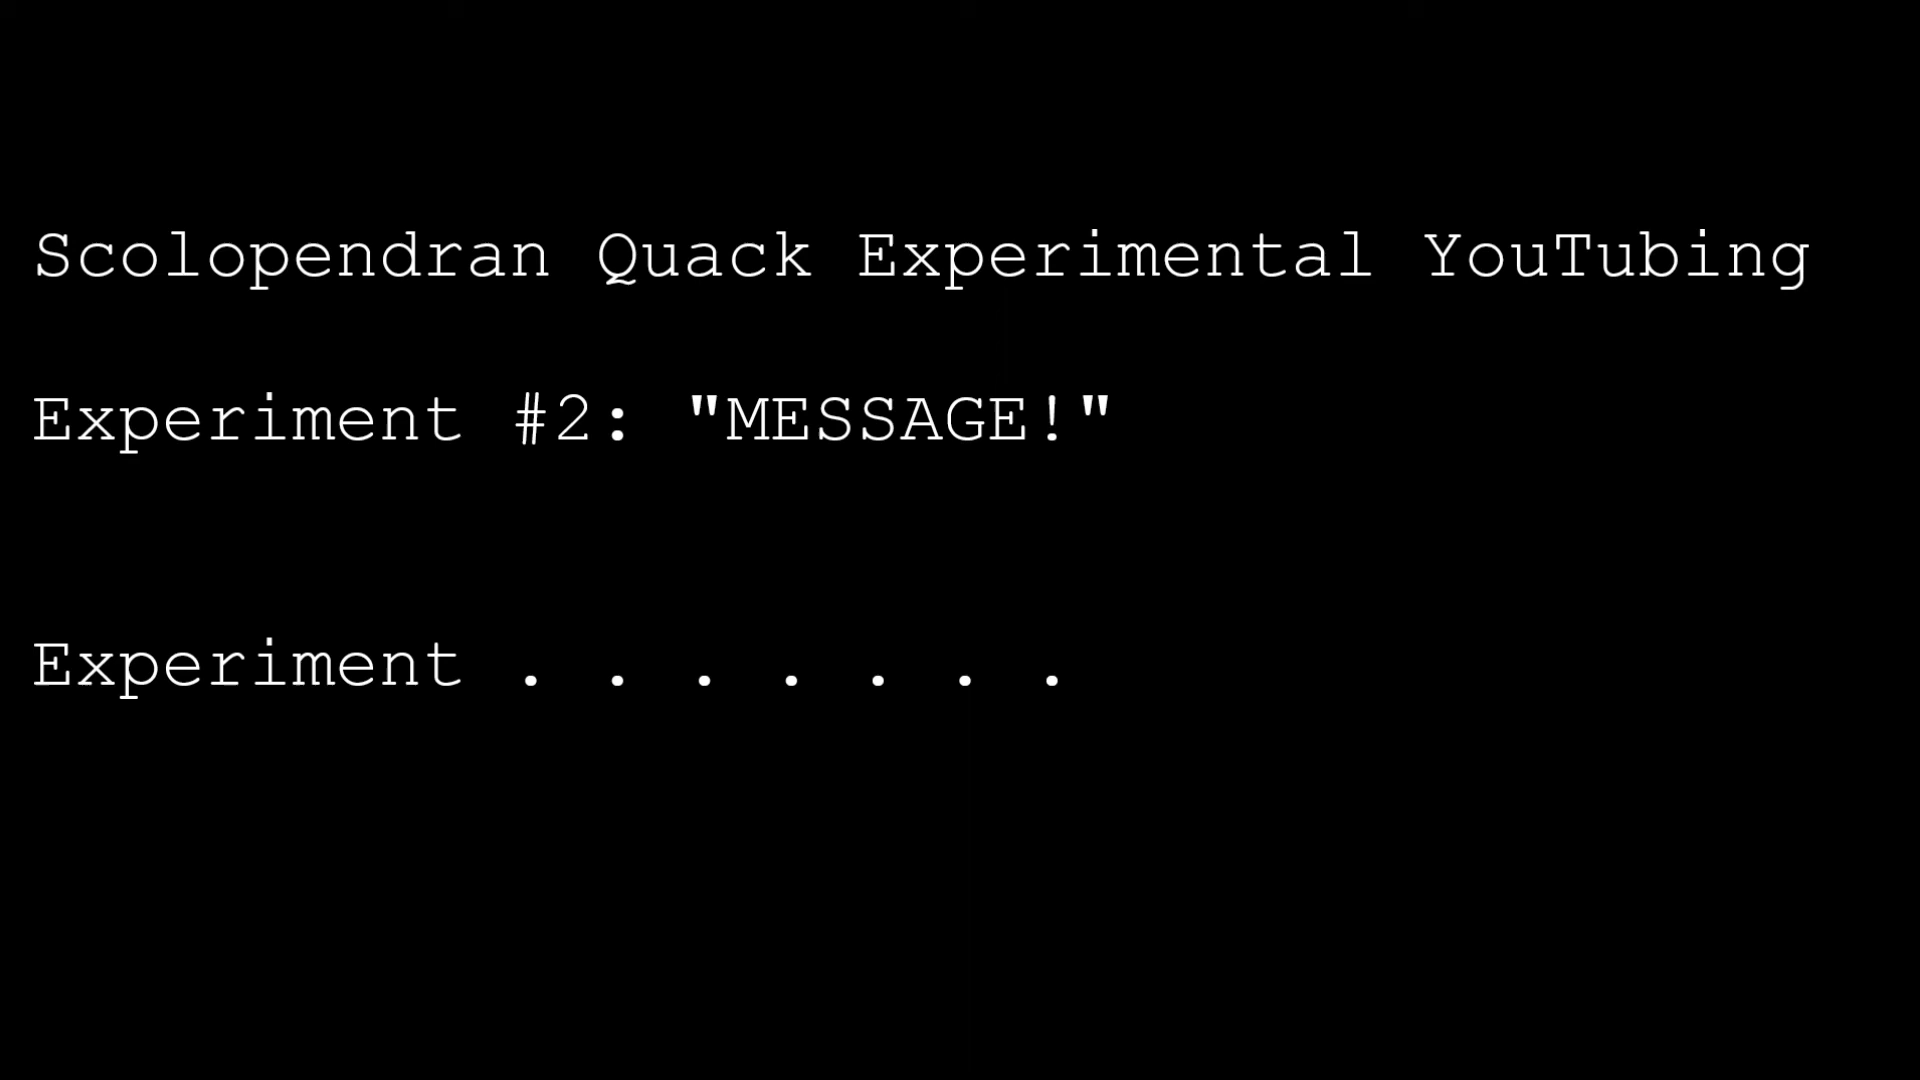 Scolopendran Quack Experimental YouTubing
Experiment #2: "MESSAGE!"
Experiment . . . . . . .